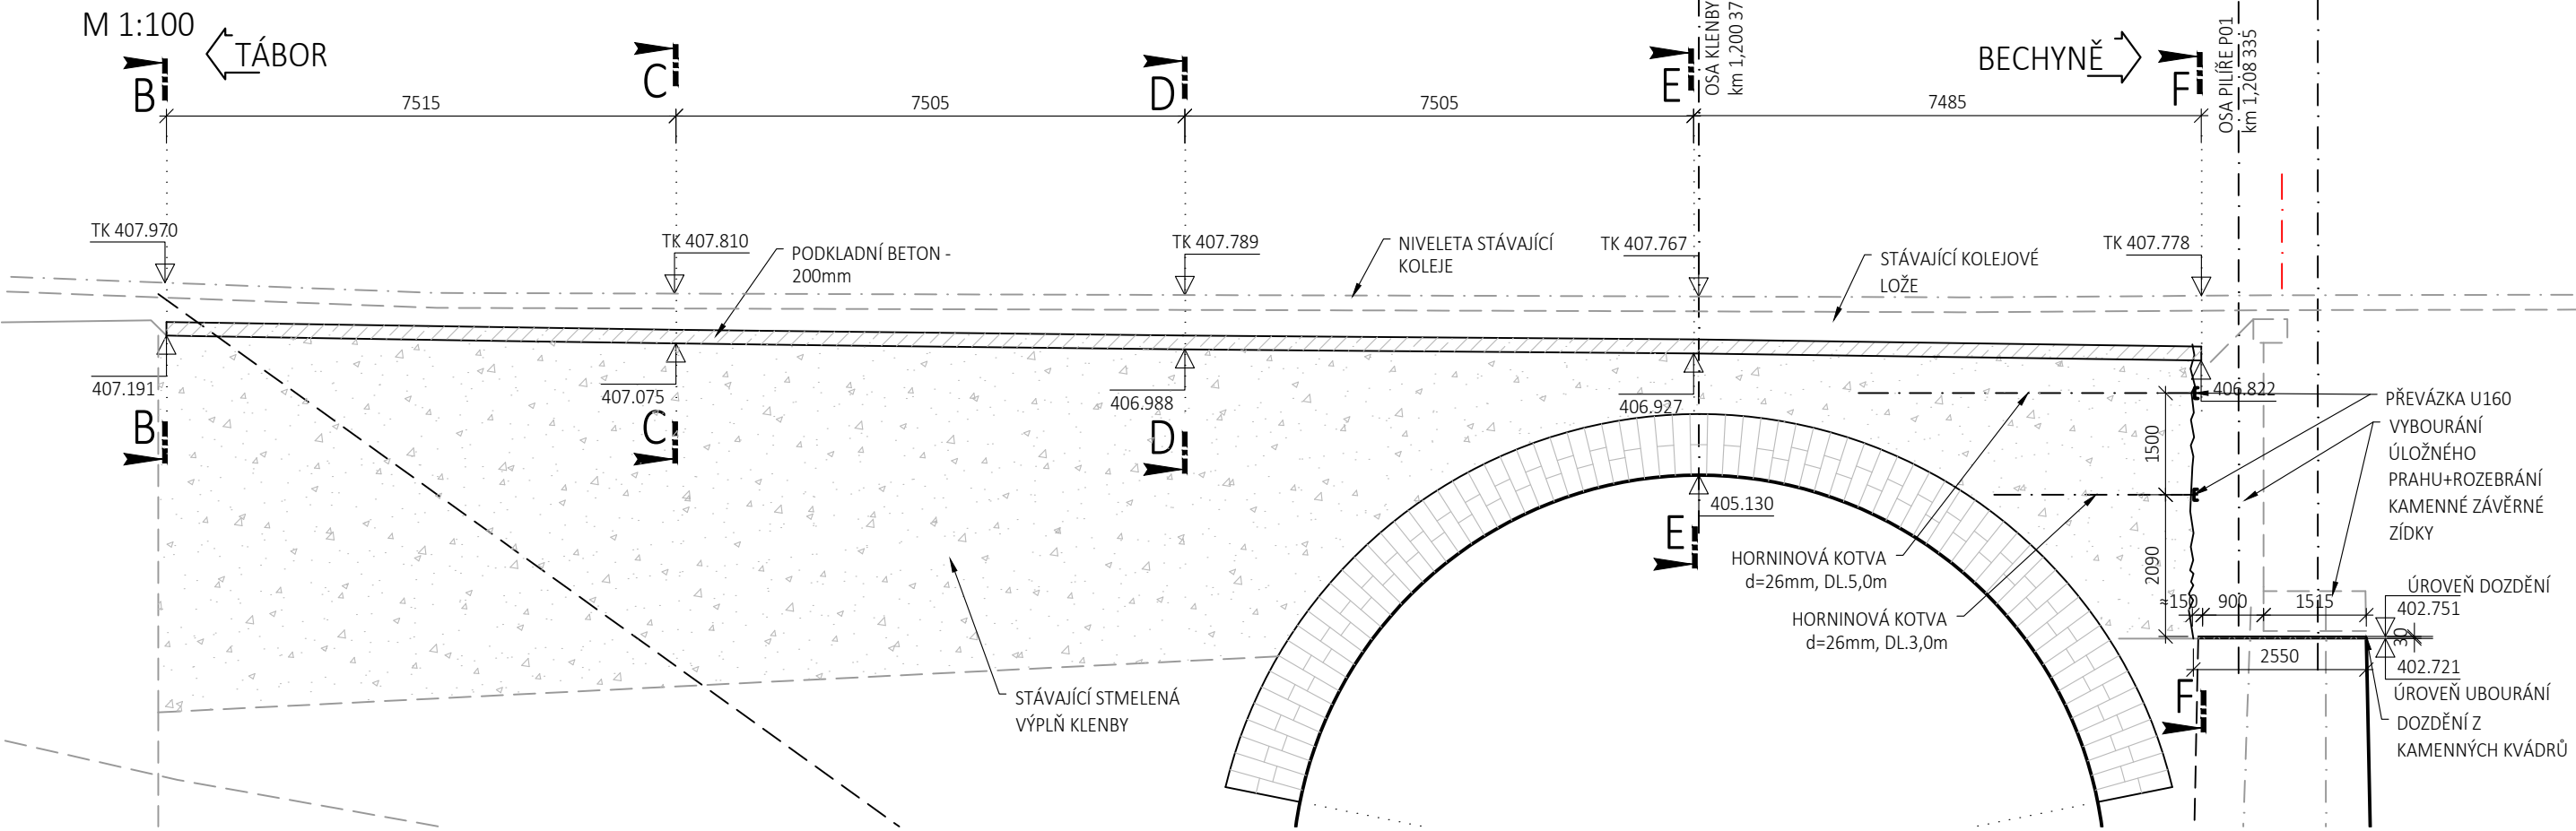 M 1:100
TÁBOR
BECHYNĚ
OSA KLENBY
km 1,200 37
OSA PILÍŘE P01
km 1,208 335
B
C
D
E
F
7515
7505
7505
7485
TK 407.970
TK 407.810
TK 407.789
TK 407.767
TK 407.778
PODKLADNÍ BETON -
200mm
NIVELETA STÁVAJÍCÍ
KOLEJE
STÁVAJÍCÍ KOLEJOVÉ
LOŽE
407.191
407.075
406.988
406.927
406.822
B
C
D
E
F
405.130
1500
2090
PŘEVÁZKA U160
VYBOURÁNÍ
ÚLOŽNÉHO
PRAHU+ROZEBRÁNÍ
KAMENNÉ ZÁVĚRNÉ
ZÍDKY
HORNINOVÁ KOTVA
d=26mm, DL.5,0m
HORNINOVÁ KOTVA
d=26mm, DL.3,0m
≈150
900
1515
ÚROVEŇ DOZDĚNÍ
402.751
30
2550
402.721
ÚROVEŇ UBOURÁNÍ
DOZDĚNÍ Z
KAMENNÝCH KVÁDRŮ
STÁVAJÍCÍ STMELENÁ
VÝPLŇ KLENBY